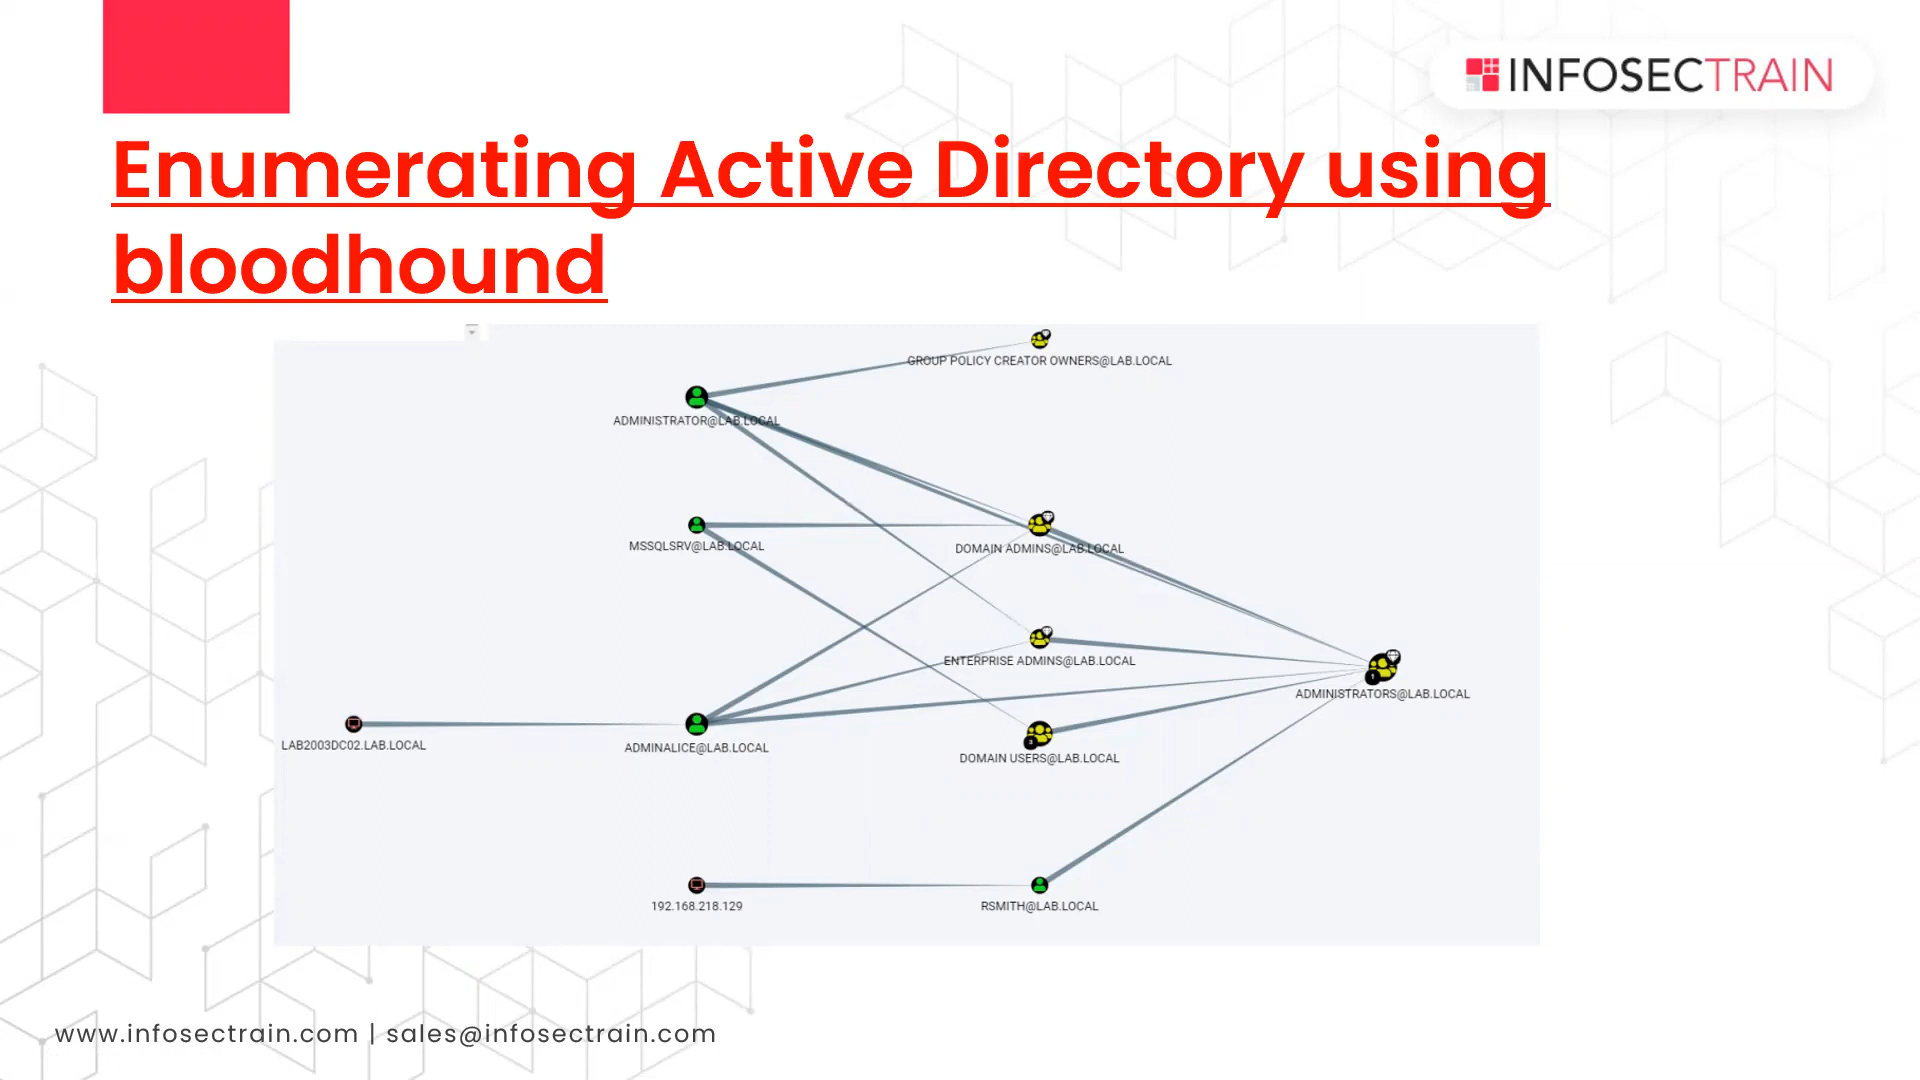 INFOSECTRAIN
Enumerating Active Directory using
bloodhound
GROUP POLICY CREATOR OWNERS@LAB.LOCAL
ADMINISTRATOR@LAB.LOCAL
MSSQLSRV@LAB.LOCAL
DOMAIN ADMINS@LAB.LOCAL
ENTERPRISE ADMINS@LAB.LOCAL
ADMINISTRATORS@LAB.LOCAL
LAB2003DC02.LAB.LOCAL
ADMINALICE@LAB.LOCAL
DOMAIN USERS@LAB.LOCAL
192.168.218.129
RSMITH@LAB.LOCAL
www.infosectrain.com | sales@infosectrain.com